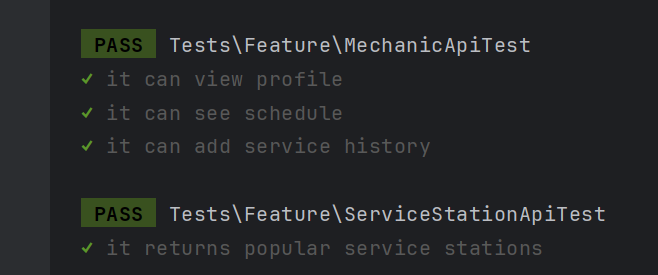 PASS Tests\Feature\MechanicApiTest
✓ it can view profile
✓ it can see schedule
✓ it can add service history
PASS Tests\Feature\ServiceStationApiTest
✓ it returns popular service stations